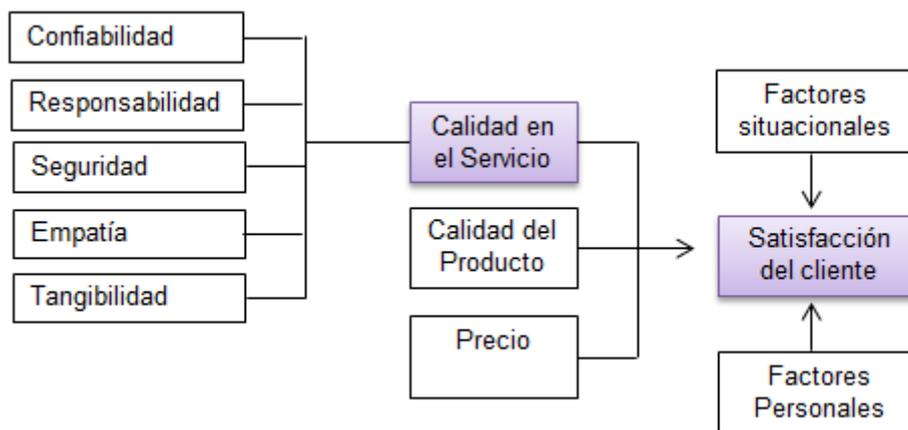 Confiabilidad
Responsabilidad
Seguridad
Empatía
Tangibilidad
Calidad en
el Servicio
Calidad del
Producto
Precio
Factores
situacionales
Satisfacción
del cliente
Factores
Personales